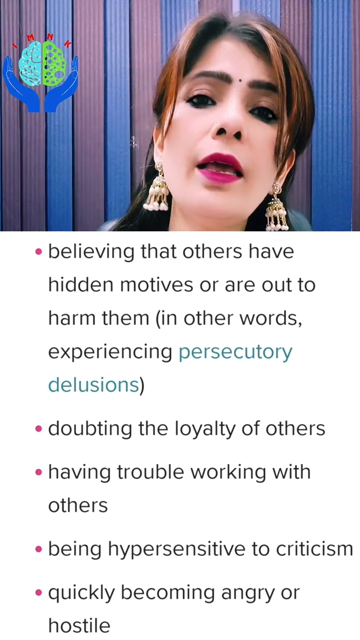 I M N K
believing that others have
hidden motives or are out to
harm them (in other words,
experiencing persecutory
delusions)
doubting the loyalty of others
having trouble working with
others
being hypersensitive to criticism
quickly becoming angry or
hostile